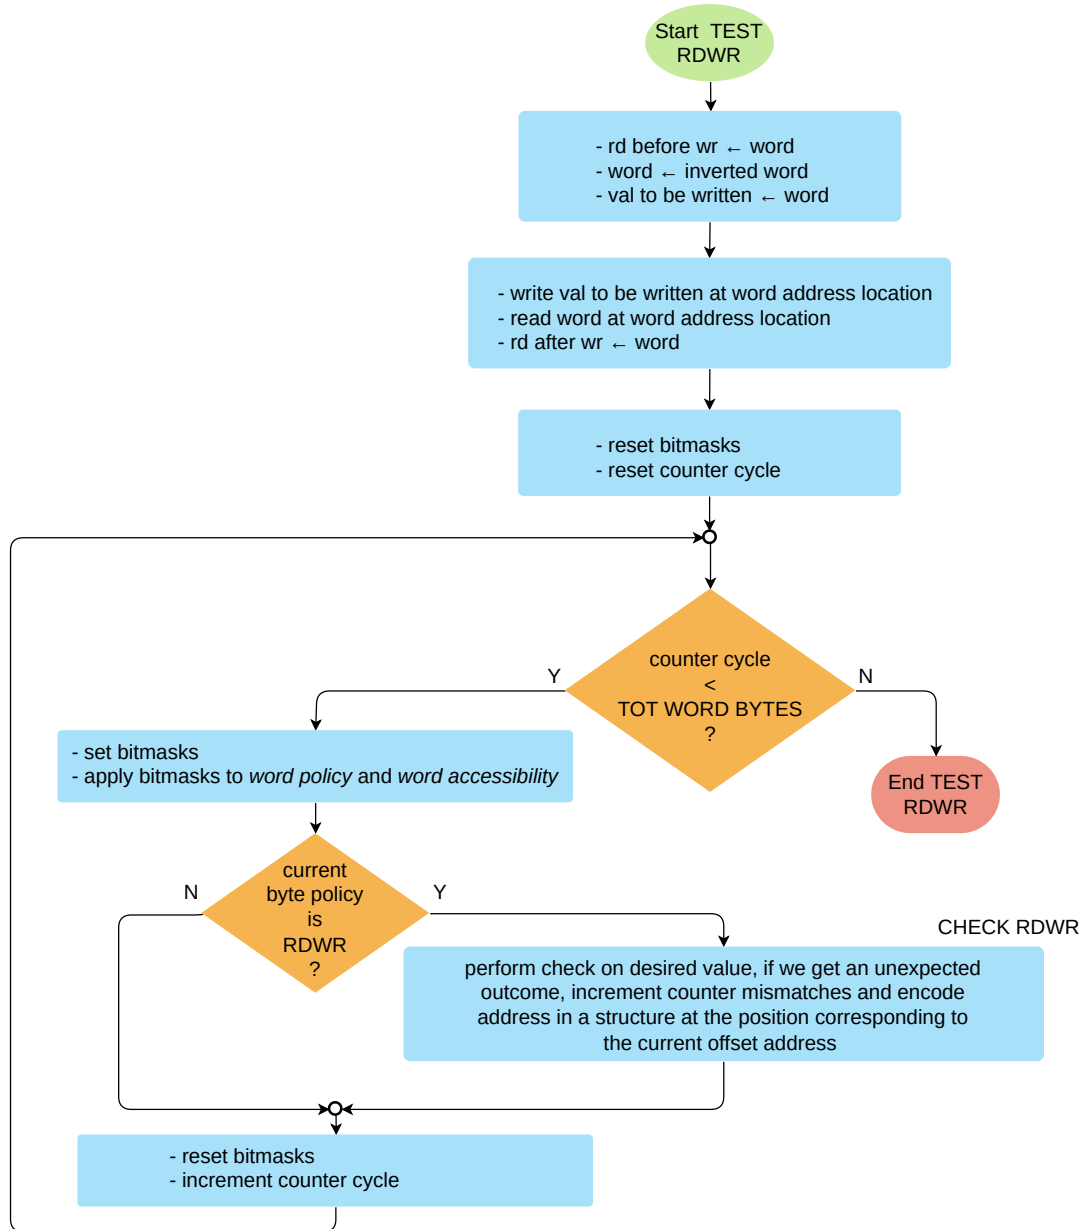 Start TEST
RDWR
- rd before wr ← word
- word ← inverted word
- val to be written ← word
- write val to be written at word address location
- read word at word address location
- rd after wr ← word
- reset bitmasks
- reset counter cycle
counter cycle
<
TOT WORD BYTES
?
Y
N
- set bitmasks
- apply bitmasks to word policy and word accessibility
End TEST
RDWR
current
byte policy
is
RDWR
?
N
Y
CHECK RDWR
perform check on desired value, if we get an unexpected
outcome, increment counter mismatches and encode
address in a structure at the position corresponding to
the current offset address
- reset bitmasks
- increment counter cycle